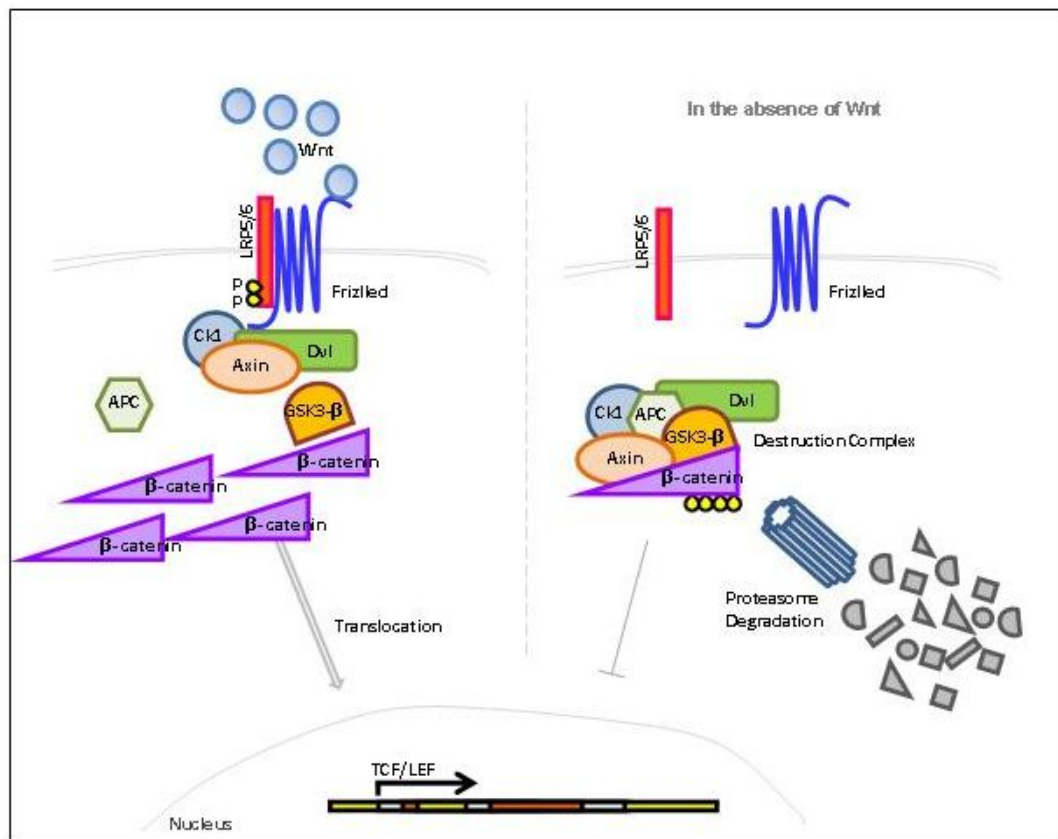 Wnt
LRP5/6
P
P
Frizlled
Ck1
Dvl
Axin
APC
GSK3-β
β-catenin
β-catenin
β-catenin
β-catenin
Translocation
In the absence of Wnt
LRP5/6
Frizlled
Ck1
APC
Dvl
GSK3-β
Axin
β-catenin
Destruction Complex
Proteasome
Degradation
TCF/LEF
Nucleus